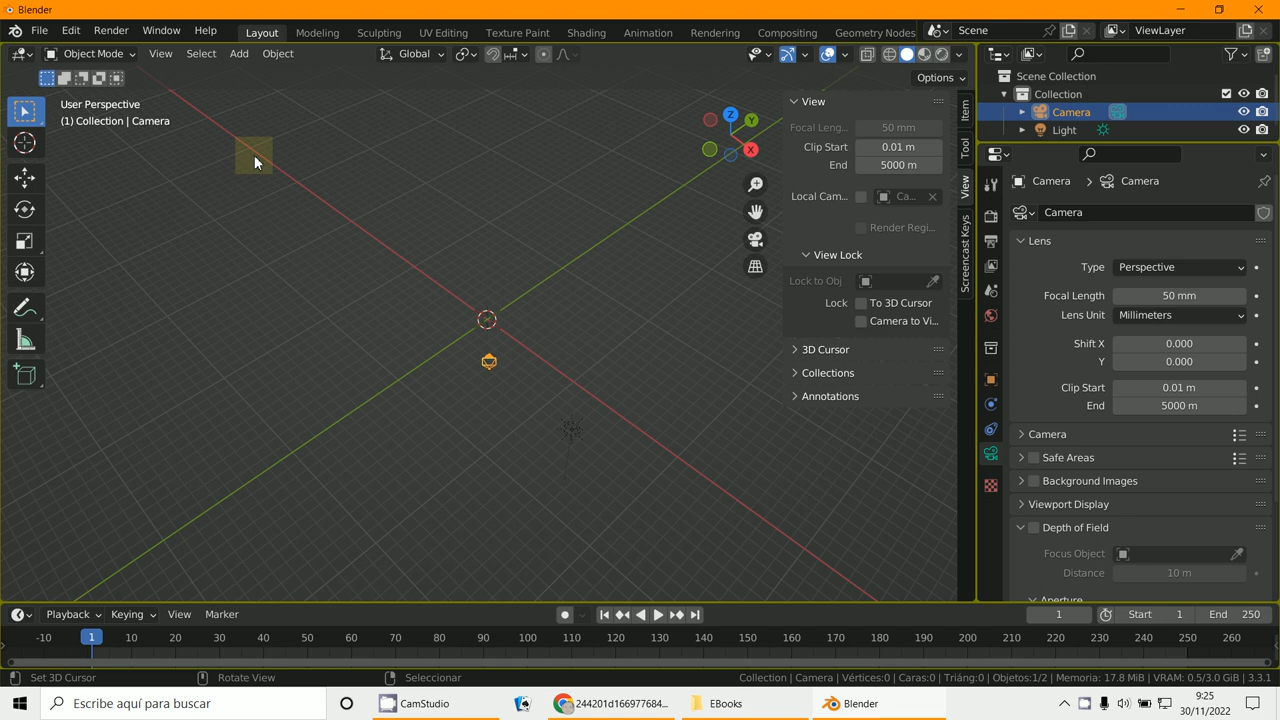 Blender
File Edit Render Window Help Layout Modeling Sculpting UV Editing Texture Paint Shading Animation Rendering Compositing Geometry Nodes Scene ViewLayer
Object Mode View Select Add Object Global
Options
User Perspective
(1) Collection | Camera
Z
Y
X
View
Focal Leng... 50 mm
Clip Start 0.01 m
End 5000 m
Local Cam... Ca...
Render Regi...
View Lock
Lock to Obj
Lock To 3D Cursor
Camera to Vi...
3D Cursor
Collections
Annotations
Item
Tool
View
Screencast Keys
Scene Collection
Collection
Camera
Light
Camera Camera
Camera
Lens
Type Perspective
Focal Length 50 mm
Lens Unit Millimeters
Shift X 0.000
Y 0.000
Clip Start 0.01 m
End 5000 m
Camera
Safe Areas
Background Images
Viewport Display
Depth of Field
Focus Object
Distance 10 m
Aperture
Playback Keying View Marker 1 Start 1 End 250
-10 1 10 20 30 40 50 60 70 80 90 100 110 120 130 140 150 160 170 180 190 200 210 220 230 240 250 260
Set 3D Cursor Rotate View Seleccionar Collection | Camera | Vértices:0 | Caras:0 | Triáng:0 | Objetos:1/2 | Memoria: 17.8 MiB | VRAM: 0.5/3.0 GiB | 3.3.1
Escribe aquí para buscar CamStudio 244201d166977684... EBooks Blender 9:25
30/11/2022